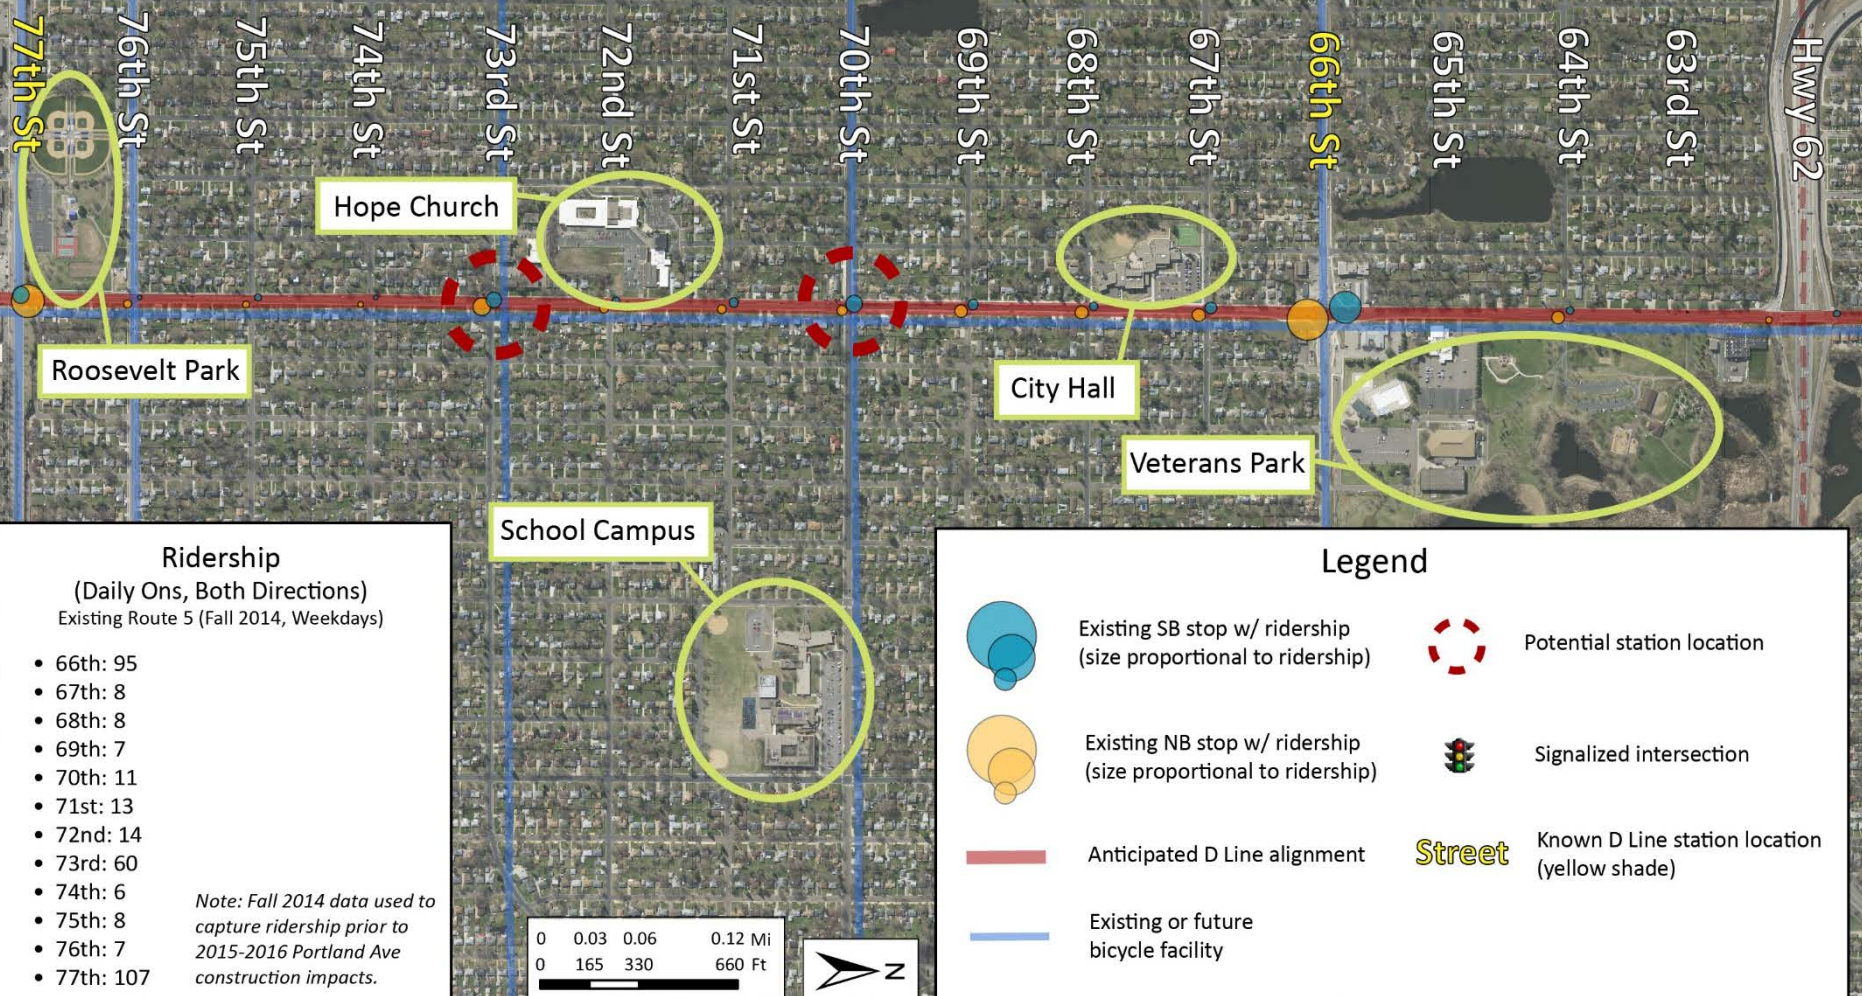 77th St
76th St
75th St
74th St
73rd St
72nd St
71st St
70th St
69th St
68th St
67th St
66th St
65th St
64th St
63rd St
Hwy 62
Hope Church
Roosevelt Park
City Hall
Veterans Park
School Campus
Ridership
(Daily Ons, Both Directions)
Existing Route 5 (Fall 2014, Weekdays)
• 66th: 95
• 67th: 8
• 68th: 8
• 69th: 7
• 70th: 11
• 71st: 13
• 72nd: 14
• 73rd: 60
• 74th: 6
• 75th: 8
• 76th: 7
• 77th: 107
Note: Fall 2014 data used to
capture ridership prior to
2015-2016 Portland Ave
construction impacts.
0 0.03 0.06 0.12 Mi
0 165 330 660 Ft
N
Legend
Existing SB stop w/ ridership
(size proportional to ridership)
Existing NB stop w/ ridership
(size proportional to ridership)
Anticipated D Line alignment
Existing or future
bicycle facility
Potential station location
Signalized intersection
Street
Known D Line station location
(yellow shade)